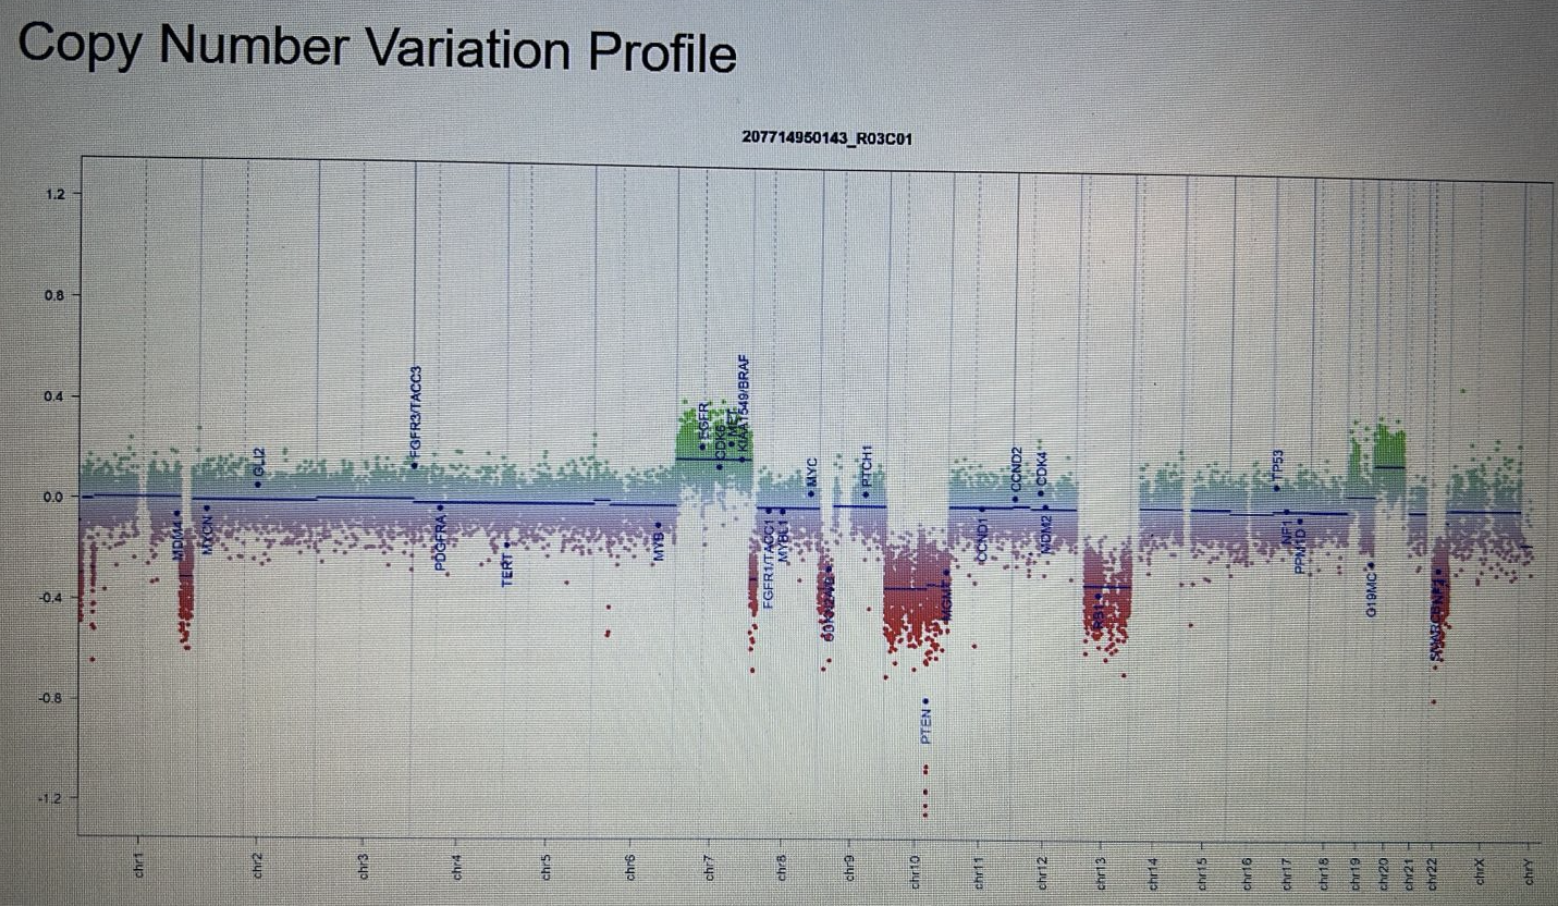 Copy Number Variation Profile
207714950143_R03C01
1.2
0.8
0.4
0.0
-0.4
-0.8
-1.2
MDM4
MYCN
GLI2
FGFR3/TACC3
PDGFRA
TERT
MYB
EGFR
CDK6
MET
KIAA1549/BRAF
FGFR1/TACC1
MYBL1
MYC
PTCH1
PTEN
MGMT
CCND1
CCND2
CDK4
MDM2
RB1
TP53
NF1
PPM1D
chr1
chr2
chr3
chr4
chr5
chr6
chr7
chr8
chr9
chr10
chr11
chr12
chr13
chr14
chr15
chr16
chr17
chr18
chr19
chr20
chr21
chr22
chrX
chrY